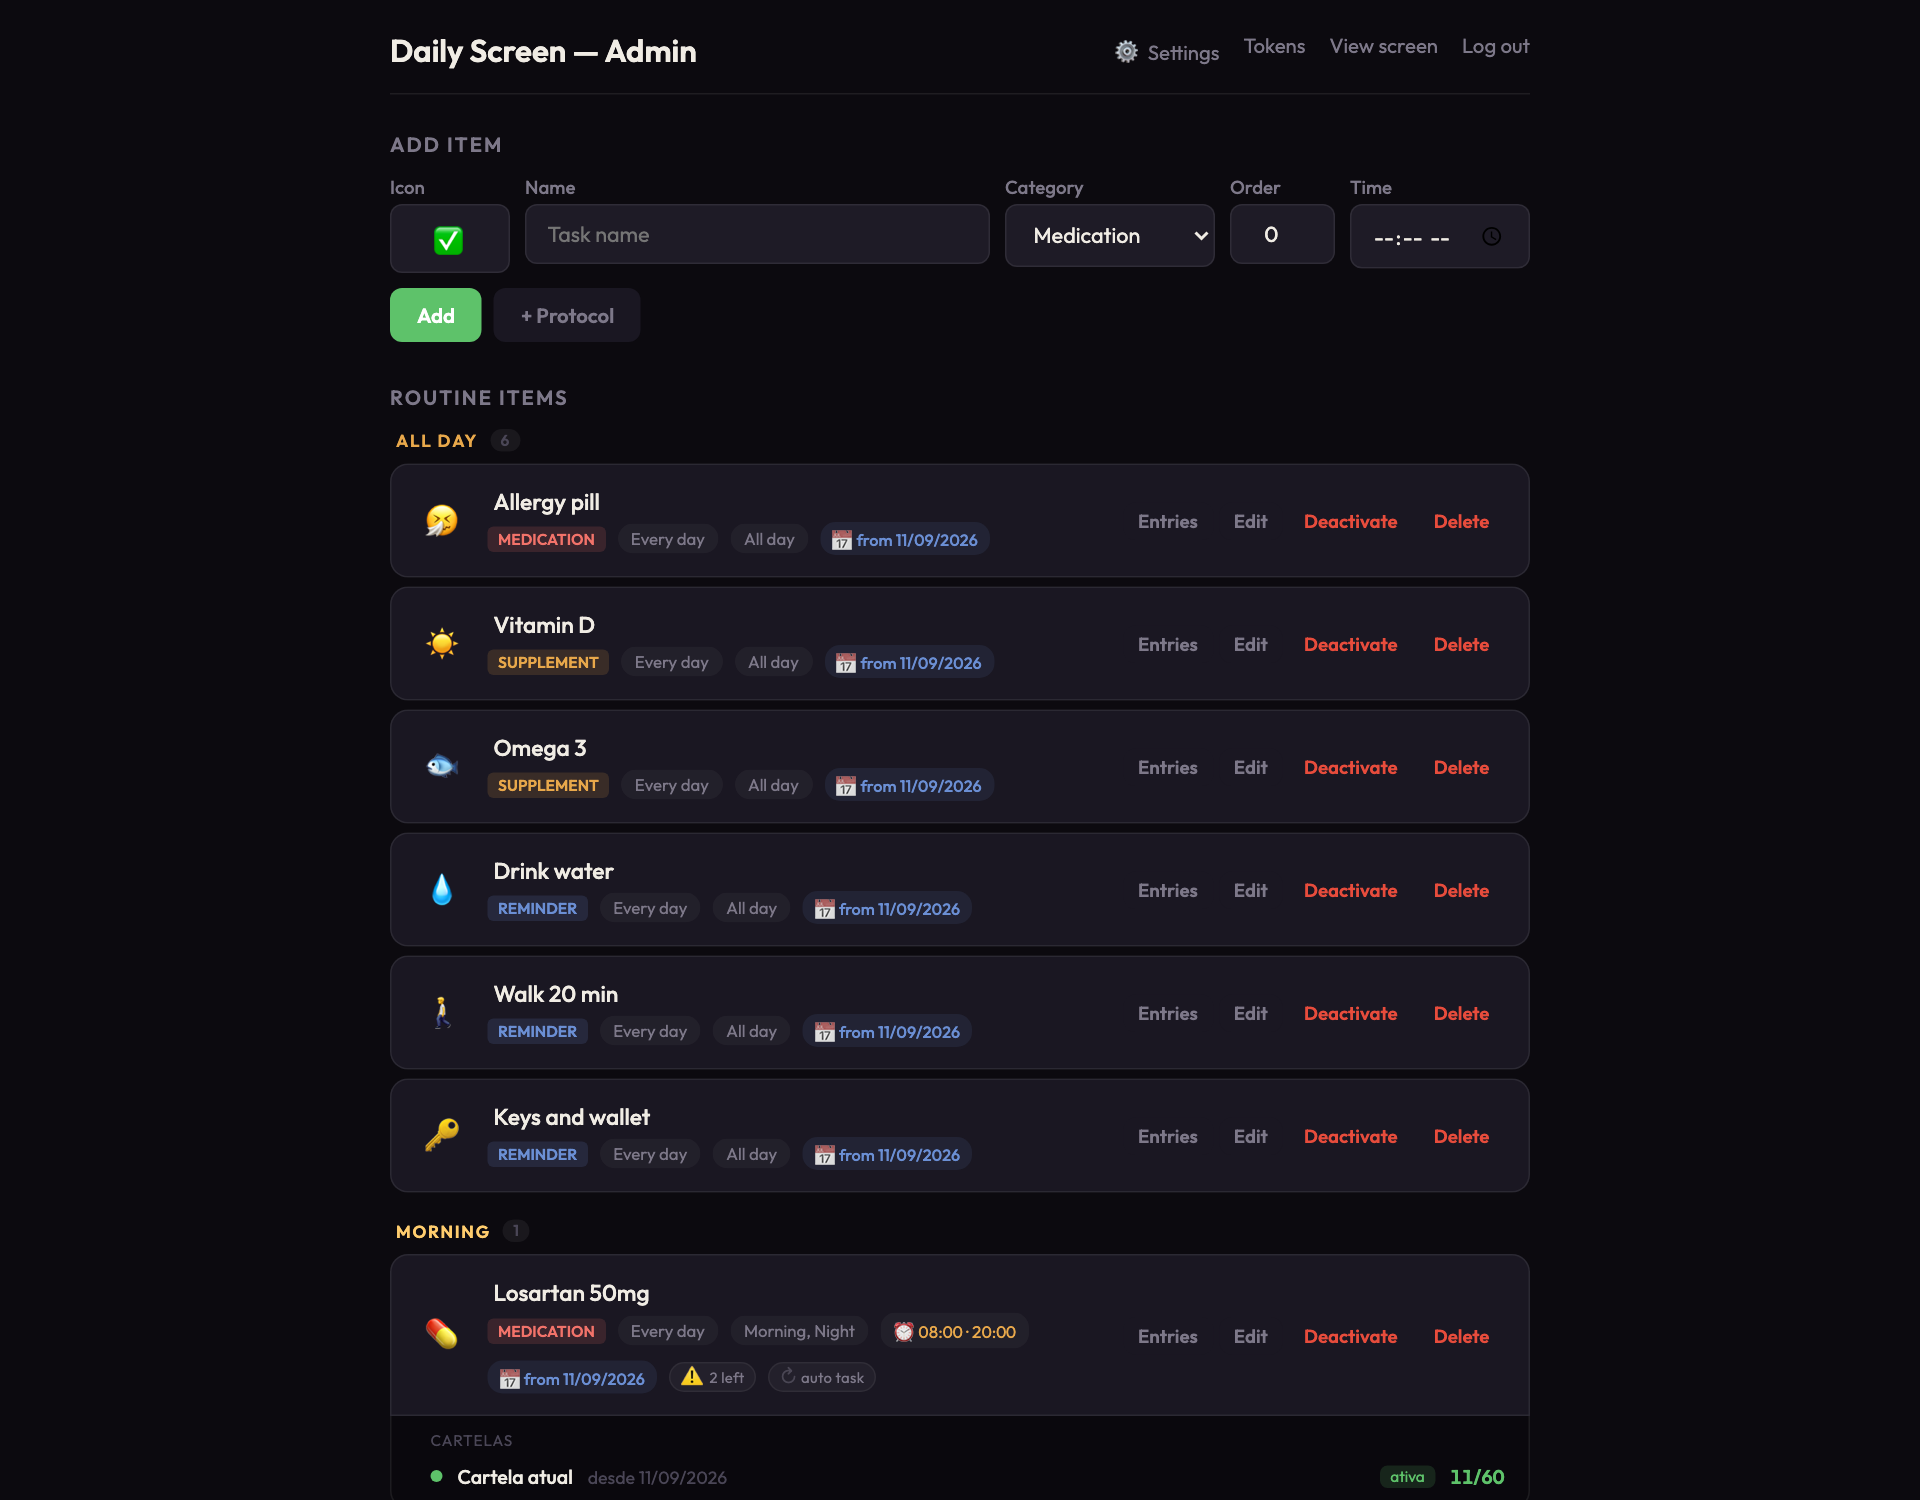 Daily Screen — Admin
⚙️ Settings Tokens View screen Log out
ADD ITEM
Icon Name Category Order Time
✅ Task name Medication 0 --:-- --
Add + Protocol
ROUTINE ITEMS
ALL DAY 6
Allergy pill
MEDICATION Every day All day 📅 from 11/09/2026
Entries Edit Deactivate Delete
Vitamin D
SUPPLEMENT Every day All day 📅 from 11/09/2026
Entries Edit Deactivate Delete
Omega 3
SUPPLEMENT Every day All day 📅 from 11/09/2026
Entries Edit Deactivate Delete
Drink water
REMINDER Every day All day 📅 from 11/09/2026
Entries Edit Deactivate Delete
Walk 20 min
REMINDER Every day All day 📅 from 11/09/2026
Entries Edit Deactivate Delete
Keys and wallet
REMINDER Every day All day 📅 from 11/09/2026
Entries Edit Deactivate Delete
MORNING 1
Losartan 50mg
MEDICATION Every day Morning, Night ⏰ 08:00 · 20:00
📅 from 11/09/2026 ⚠️ 2 left ↻ auto task
Entries Edit Deactivate Delete
CARTELAS
Cartela atual desde 11/09/2026 ativa 11/60